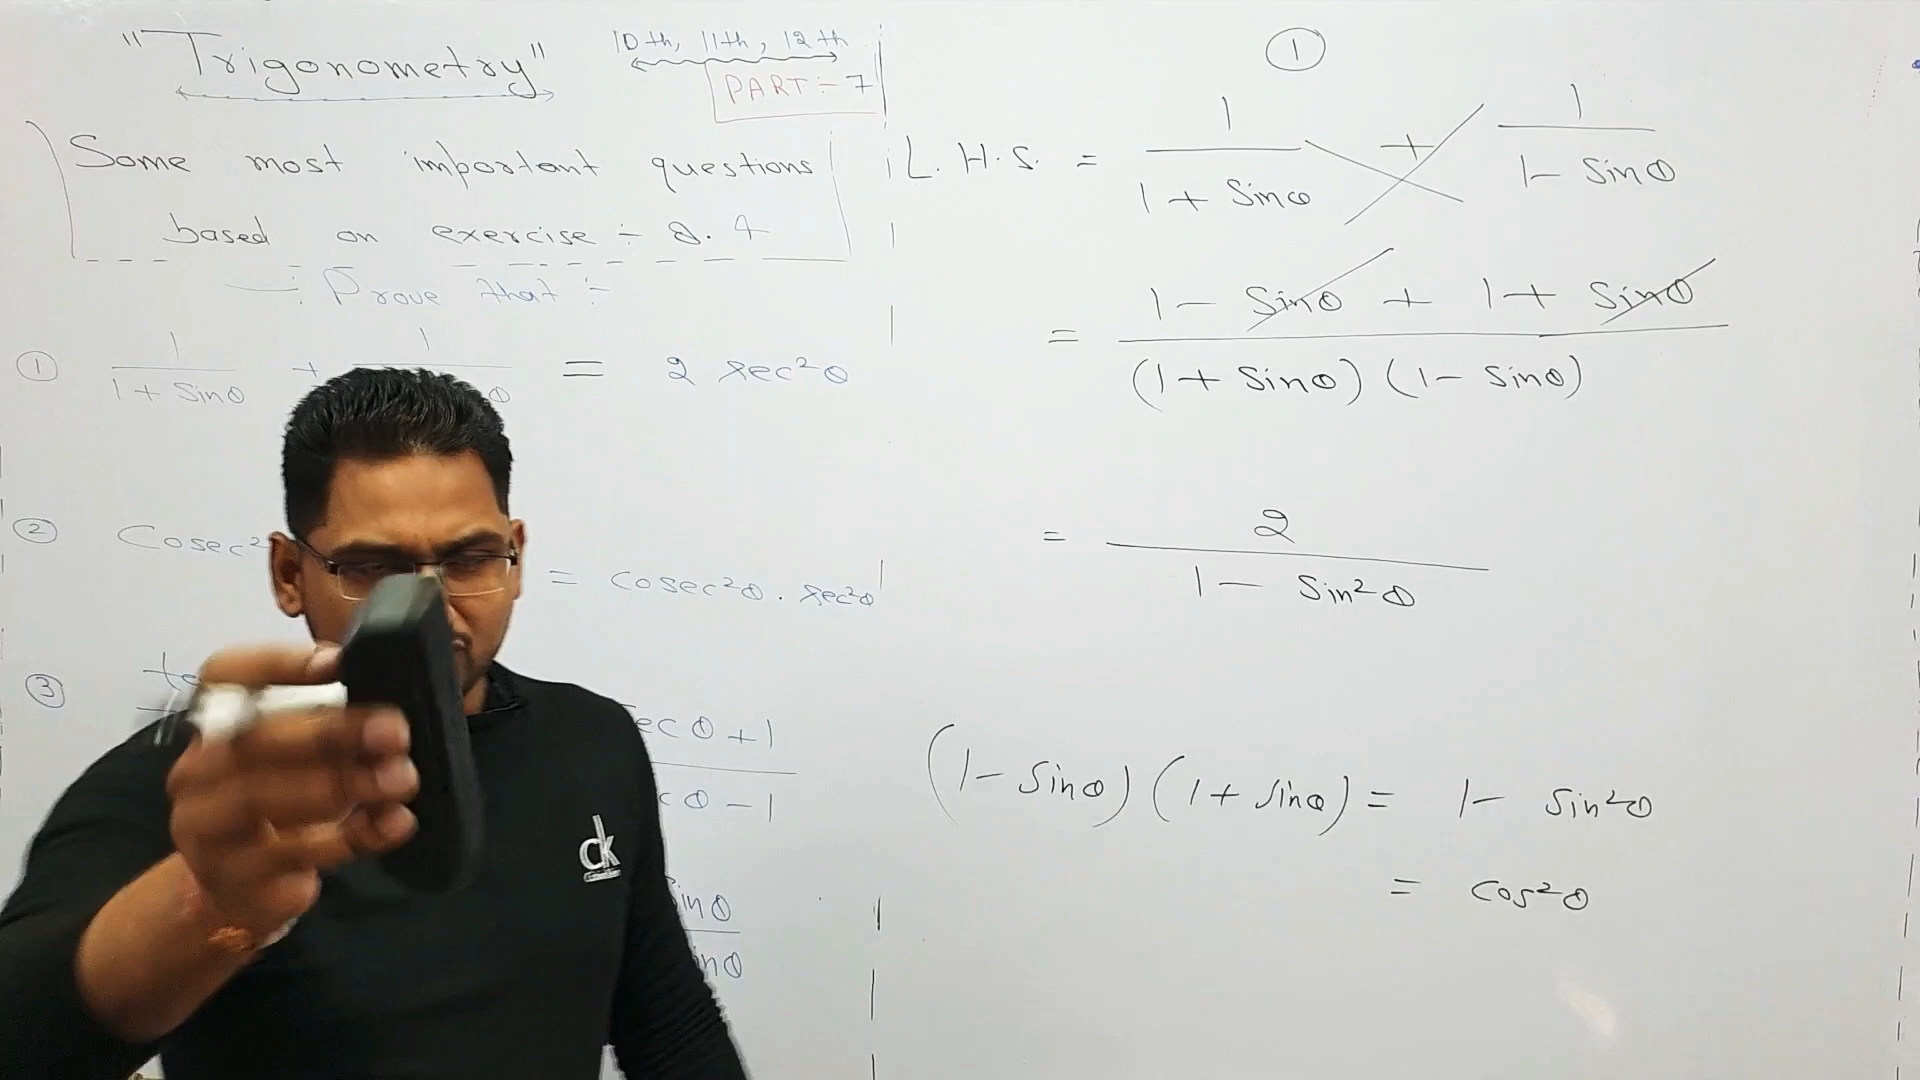 "Trigonometry"
10th, 11th, 12th
PART - 7
Some most important questions
based on exercise ÷ 8.4
-: Prove that :-
① 1/(1 + Sinθ) + 1/ θ = 2 sec²θ
② Cosec² = cosec²θ . sec²θ
③ ecθ + 1
cθ - 1
inθ
inθ
①
L.H.S. = 1/(1 + Sinθ) + 1/(1 - Sinθ)
= (1 - Sinθ + 1 + Sinθ)/((1 + Sinθ)(1 - Sinθ))
= 2/(1 - Sin²θ)
(1 - Sinθ)(1 + Sinθ) = 1 - Sin²θ
= Cos²θ
ck